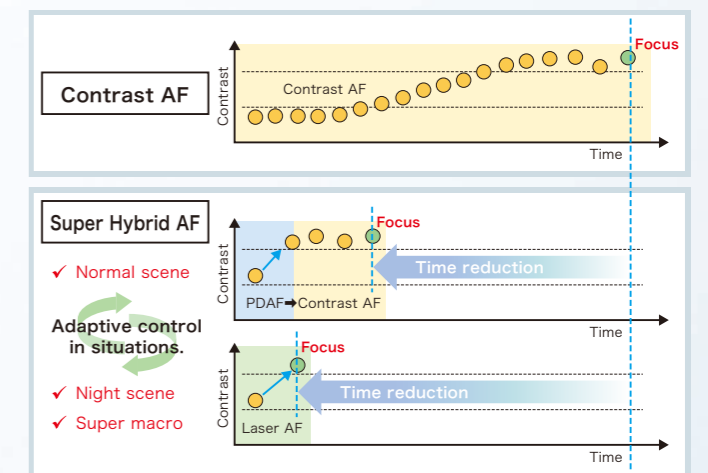 Contrast AF
Contrast
Contrast AF
Focus
Time
Super Hybrid AF
✓ Normal scene
Adaptive control
in situations.
✓ Night scene
✓ Super macro
Contrast
Focus
Time reduction
PDAF➡Contrast AF
Time
Contrast
Focus
Time reduction
Laser AF
Time